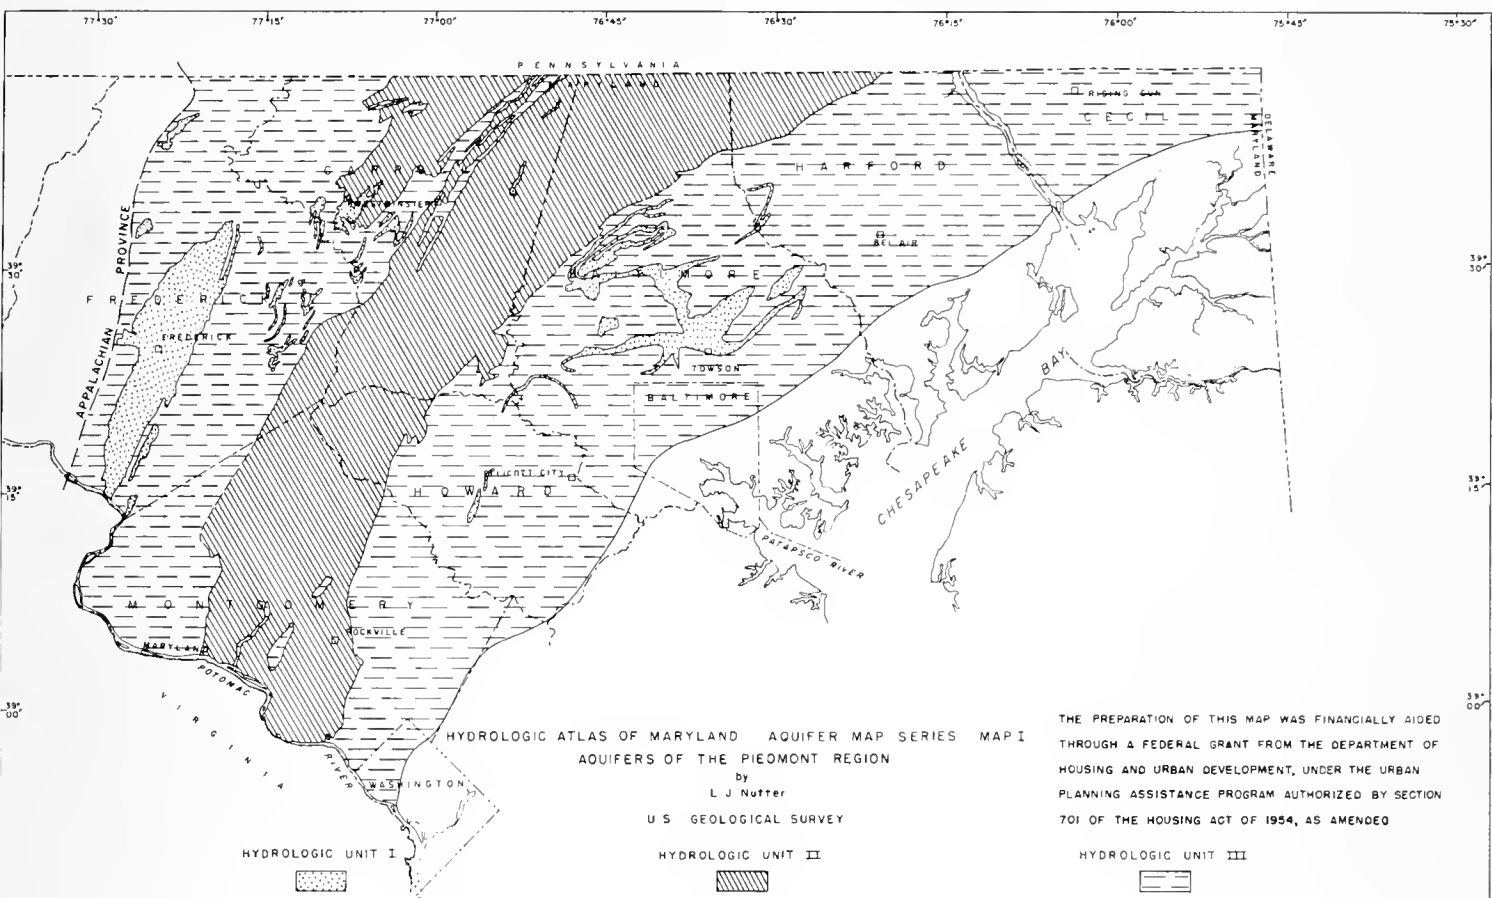 77°30' 77°15' 77°00' 76°45' 76°30' 76°15' 76°00' 75°45' 75°30'
PENNSYLVANIA
MARYLAND
RISING SUN
CECIL
DELAWARE
MARYLAND
HARFORD
CARROLL
WESTMINSTER
BEL AIR
APPALACHIAN PROVINCE
39° 30'
39° 30'
BALTIMORE
FREDERICK
FREDERICK
TOWSON
BALTIMORE
CHESAPEAKE BAY
ELLICOTT CITY
HOWARD
39° 15'
39° 15'
PATAPSCO RIVER
MONTGOMERY
ROCKVILLE
?
MARYLAND
POTOMAC RIVER
VIRGINIA
39° 00'
39° 00'
WASHINGTON
HYDROLOGIC ATLAS OF MARYLAND AQUIFER MAP SERIES MAP I
AQUIFERS OF THE PIEDMONT REGION
by
L J Nutter
U S GEOLOGICAL SURVEY
THE PREPARATION OF THIS MAP WAS FINANCIALLY AIDED
THROUGH A FEDERAL GRANT FROM THE DEPARTMENT OF
HOUSING AND URBAN DEVELOPMENT, UNDER THE URBAN
PLANNING ASSISTANCE PROGRAM AUTHORIZED BY SECTION
701 OF THE HOUSING ACT OF 1954, AS AMENDED
HYDROLOGIC UNIT I
HYDROLOGIC UNIT II
HYDROLOGIC UNIT III